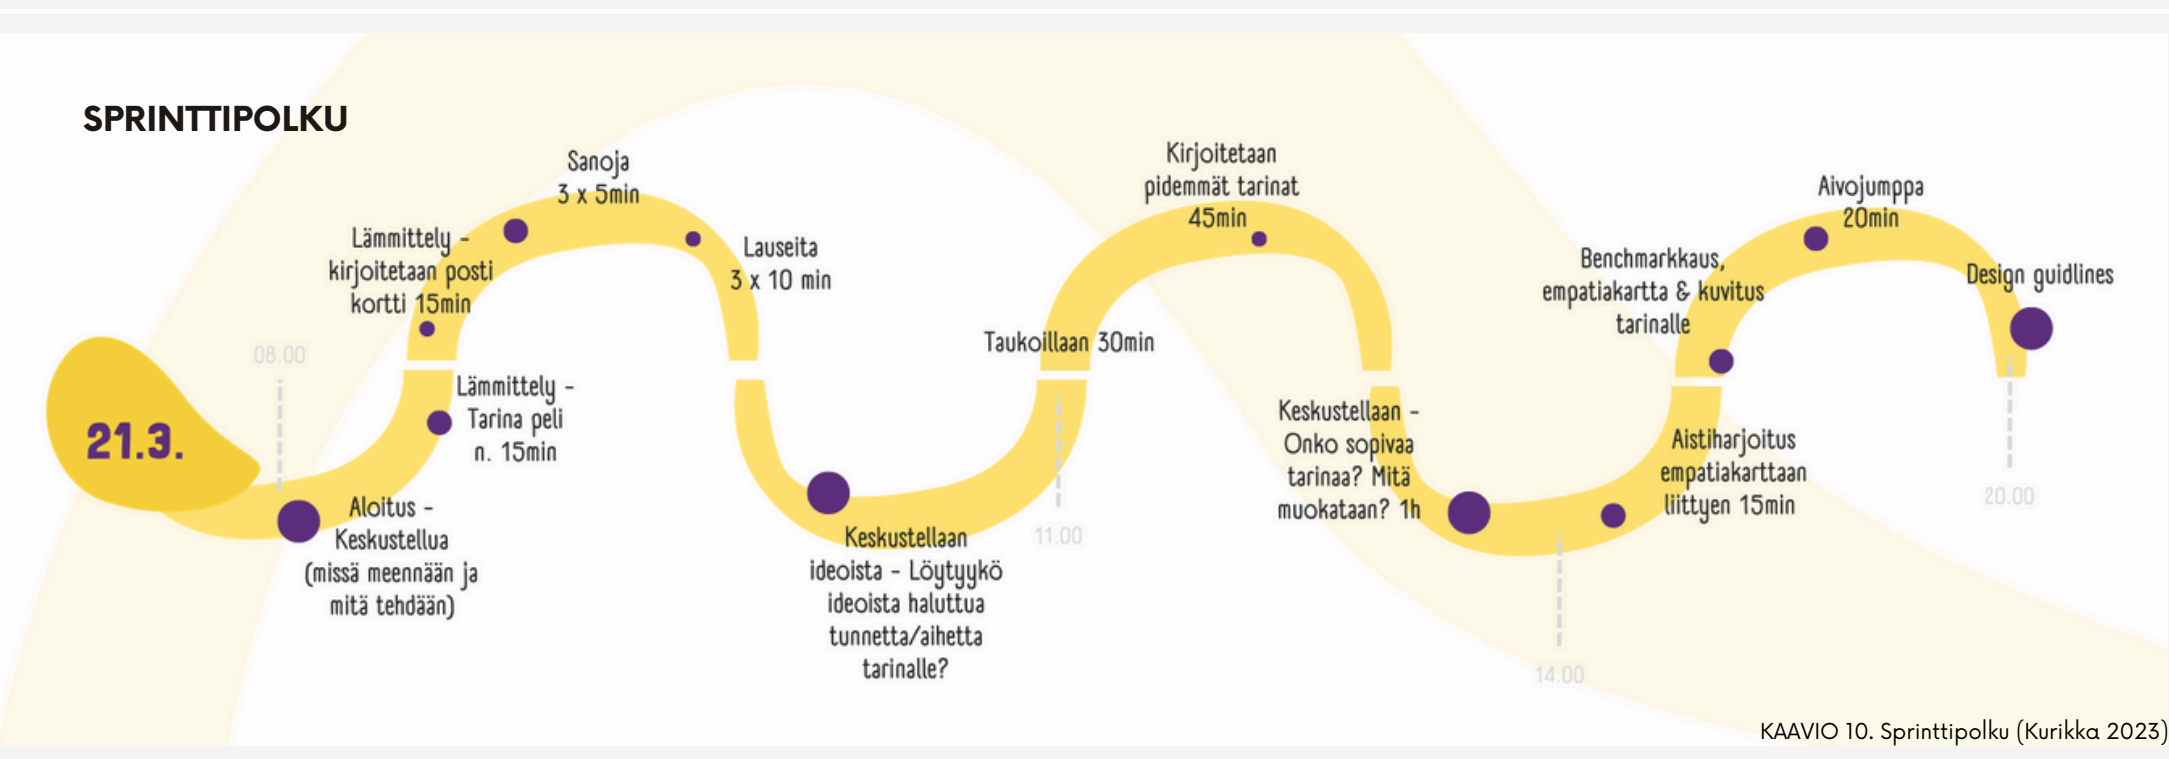 SPRINTTIPOLKU
21.3.
08.00
Aloitus -
Keskustellua
(missä meennään ja
mitä tehdään)
Lämmittely -
Tarina peli
n. 15min
Lämmittely -
kirjoitetaan posti
kortti 15min
Sanoja
3 x 5min
Lauseita
3 x 10 min
Keskustellaan
ideoista - Löytyykö
ideoista haluttua
tunnetta/aihetta
tarinalle?
11.00
Taukoillaan 30min
Kirjoitetaan
pidemmät tarinat
45min
Keskustellaan -
Onko sopivaa
tarinaa? Mitä
muokataan? 1h
14.00
Aistiharjoitus
empatiakarttaan
liittyen 15min
Benchmarkkaus,
empatiakartta & kuvitus
tarinalle
Aivojumppa
20min
Design guidlines
20.00
KAAVIO 10. Sprinttipolku (Kurikka 2023)